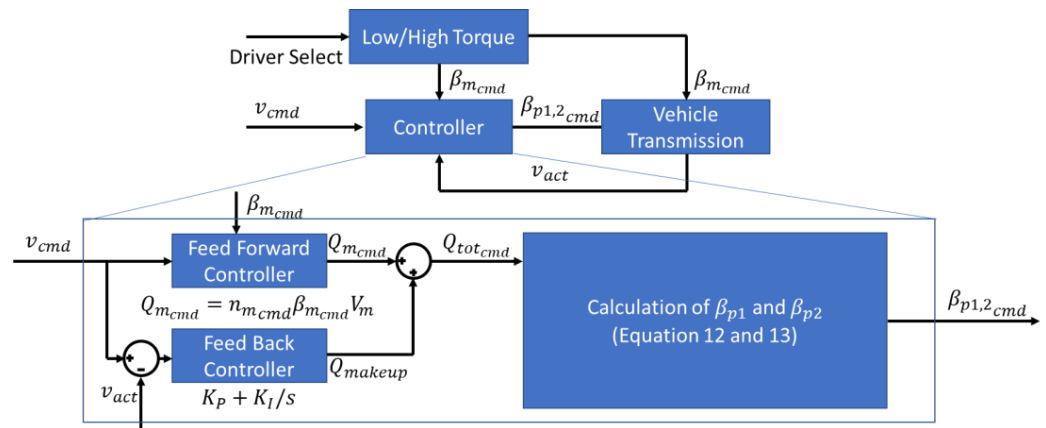 Low/High Torque
Driver Select
β_{m_{cmd}}
β_{m_{cmd}}
v_{cmd}
Controller
β_{p1,2_{cmd}}
Vehicle
Transmission
v_{act}
β_{m_{cmd}}
v_{cmd}
Feed Forward
Controller
Q_{m_{cmd}}
Q_{tot_{cmd}}
+
+
Q_{m_{cmd}} = n_{m_{cmd}}β_{m_{cmd}}V_m
Calculation of β_{p1} and β_{p2}
(Equation 12 and 13)
β_{p1,2_{cmd}}
+
-
Feed Back
Controller
Q_{makeup}
v_{act}
K_P + K_I/s